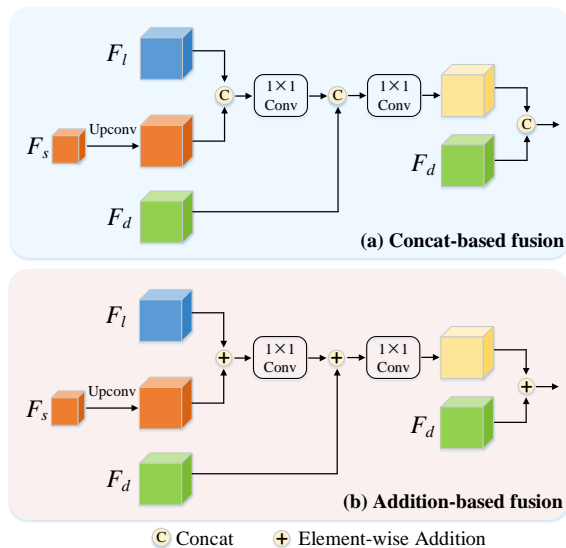 F_l
C
1×1
Conv
C
1×1
Conv
C
Upconv
F_s
F_d
F_d
(a) Concat-based fusion
F_l
+
1×1
Conv
+
1×1
Conv
+
Upconv
F_s
F_d
F_d
(b) Addition-based fusion
C Concat
+ Element-wise Addition